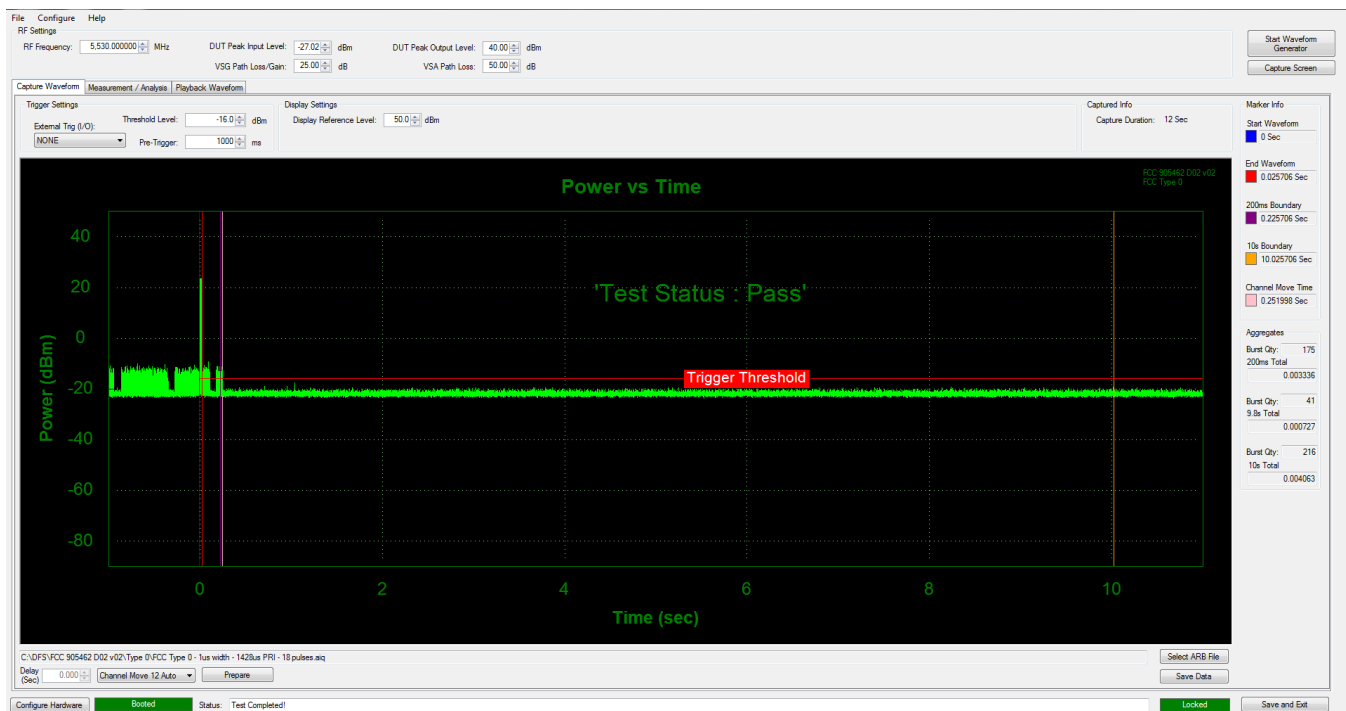 File Configure Help
RF Settings
RF Frequency: 5,530.000000 MHz DUT Peak Input Level: -27.02 dBm DUT Peak Output Level: 40.00 dBm
VSG Path Loss/Gain: 25.00 dB VSA Path Loss: 50.00 dB
Start Waveform
Generator
Capture Screen
Capture Waveform Measurement / Analysis Playback Waveform
Trigger Settings
External Trig (I/O):
NONE
Threshold Level: -16.0 dBm
Pre-Trigger: 1000 ms
Display Settings
Display Reference Level: 50.0 dBm
Captured Info
Capture Duration: 12 Sec
Power vs Time
FCC 905462 D02 v02
FCC Type 0
'Test Status : Pass'
Trigger Threshold
Power (dBm)
40
20
0
-20
-40
-60
-80
0 2 4 6 8 10
Time (sec)
Marker Info
Start Waveform
0 Sec
End Waveform
0.025706 Sec
200ms Boundary
0.225706 Sec
10s Boundary
10.025706 Sec
Channel Move Time
0.251998 Sec
Aggregates
Burst Qty: 175
200ms Total
0.003336
Burst Qty: 41
9.8s Total
0.000727
Burst Qty: 216
10s Total
0.004063
C:\DFS\FCC 905462 D02 v02\Type 0\FCC Type 0 - 1us width - 1428us PRI - 18 pulses.aiq
Select ARB File
Delay
(Sec) 0.000 Channel Move 12 Auto Prepare
Save Data
Configure Hardware Booted Status: Test Completed! Locked Save and Exit